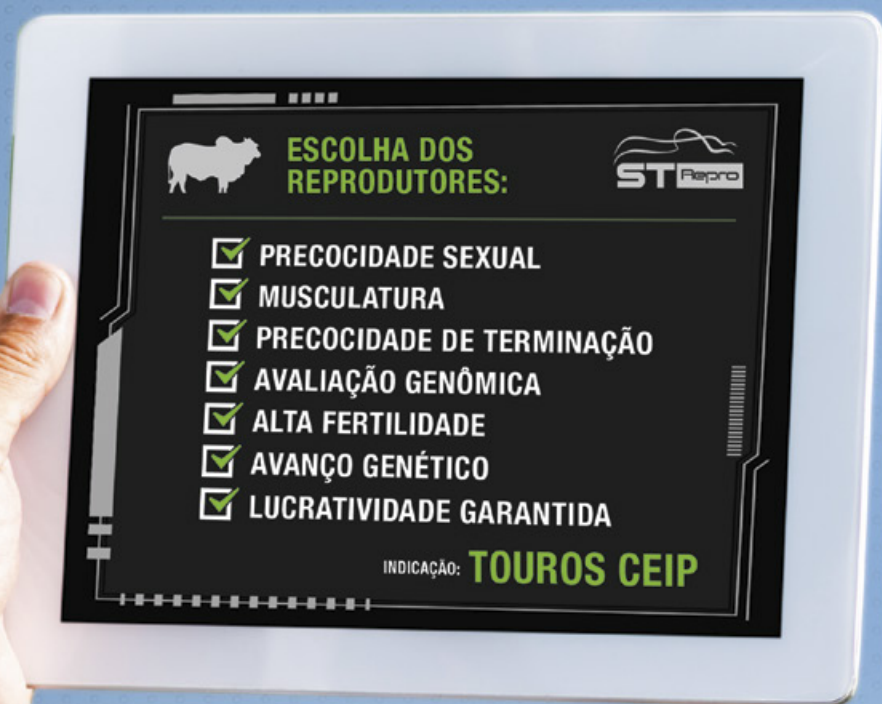 ESCOLHA DOS
REPRODUTORES:
ST Repro
PRECOCIDADE SEXUAL
MUSCULATURA
PRECOCIDADE DE TERMINAÇÃO
AVALIAÇÃO GENÔMICA
ALTA FERTILIDADE
AVANÇO GENÉTICO
LUCRATIVIDADE GARANTIDA
INDICAÇÃO: TOUROS CEIP